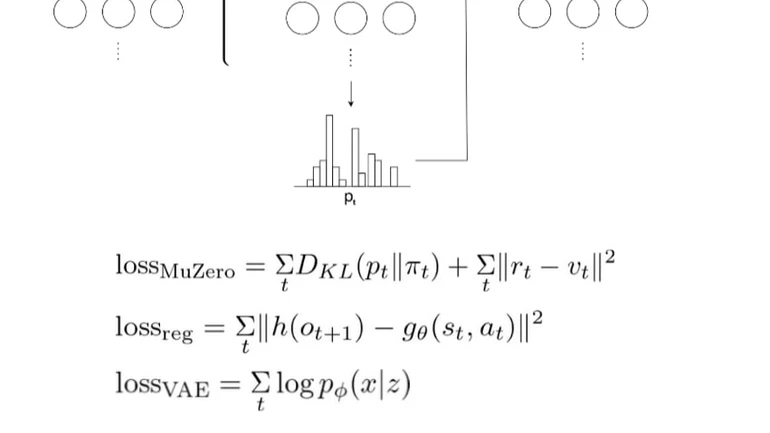 pₜ
loss_MuZero = Σ_t D_KL(p_t‖π_t) + Σ_t ‖r_t − v_t‖²
loss_reg = Σ_t ‖h(o_{t+1}) − g_θ(s_t, a_t)‖²
loss_VAE = Σ_t log p_ϕ(x|z)